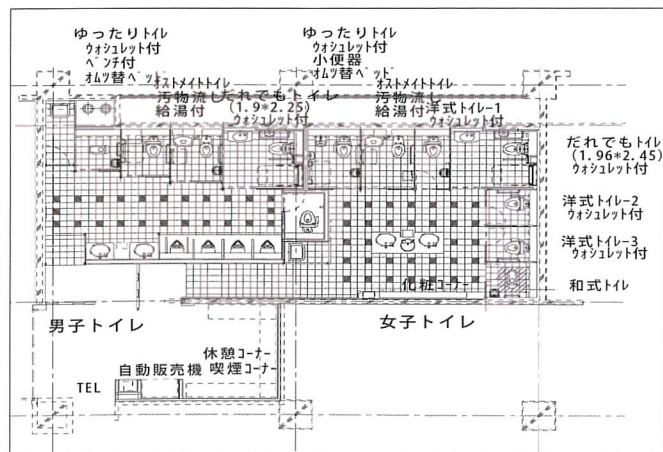 ゆったりトイレ
ウォシュレット付
ベンチ付
オムツ替ベッド
ゆったりトイレ
ウォシュレット付
小便器
オムツ替ベッド
オストメイトトイレ
汚物流し
給湯付
だれでもトイレ
(1.9*2.25)
ウォシュレット付
オストメイトトイレ
汚物流し
給湯付
洋式トイレ-1
ウォシュレット付
だれでもトイレ
(1.96*2.45)
ウォシュレット付
洋式トイレ-2
ウォシュレット付
洋式トイレ-3
ウォシュレット付
和式トイレ
化粧コーナー
男子トイレ
女子トイレ
休憩コーナー
自動販売機 喫煙コーナー
TEL